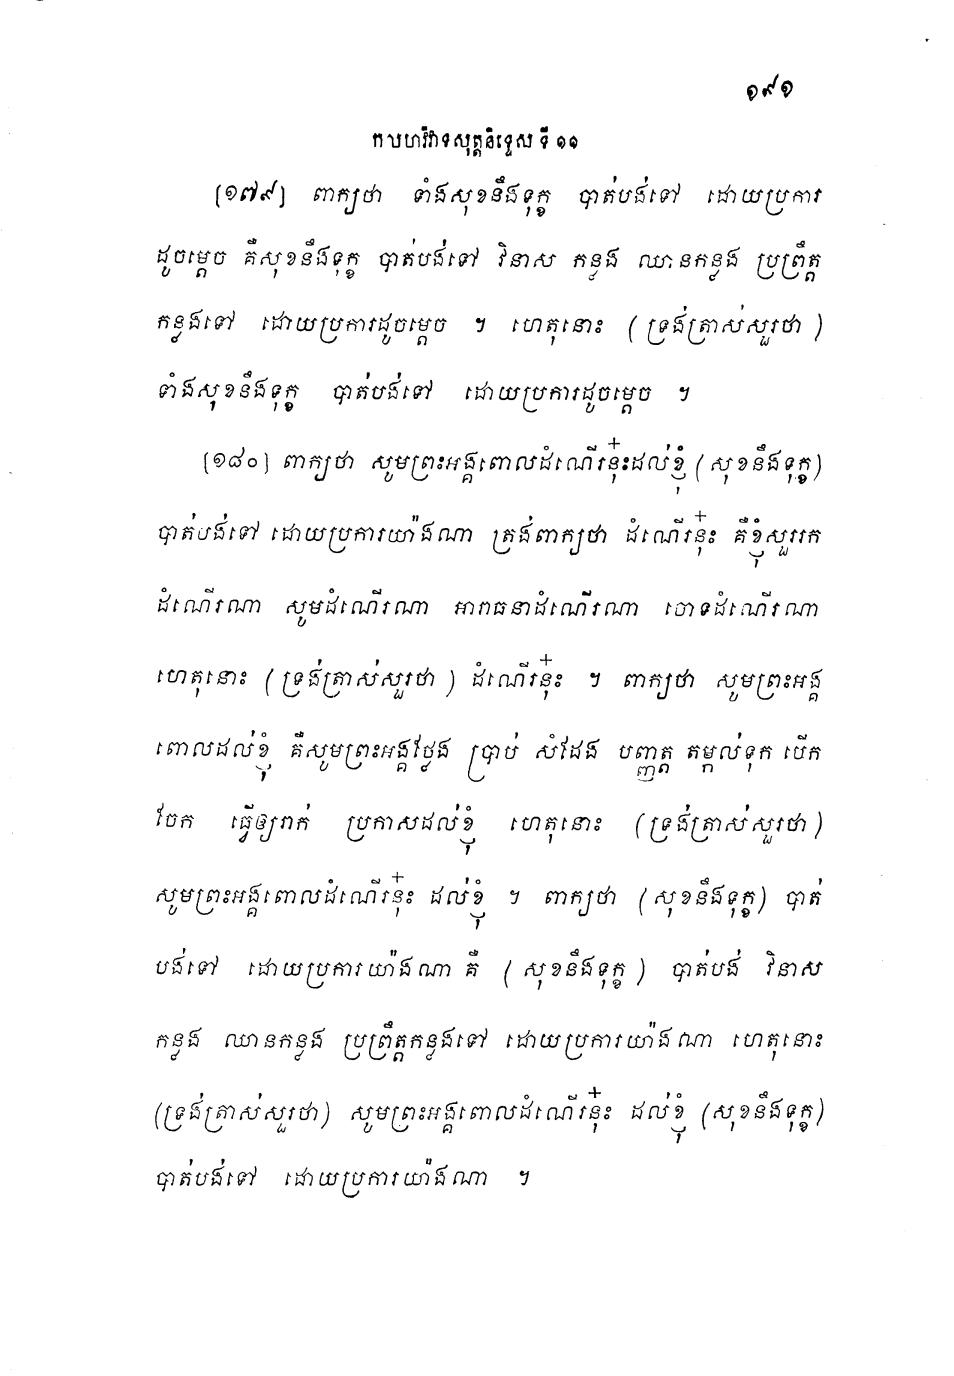 ១៩១
កលហវិវាទសុត្តនិទ្ទេស ទី ១១
[១៧៩] ពាក្យថា ទាំងសុខនឹងទុក្ខ បាត់បង់ទៅ ដោយប្រការ
ដូចម្តេច គឺសុខនឹងទុក្ខ បាត់បង់ទៅ វិនាស កន្លង ឈានកន្លង ប្រព្រឹត្ត
កន្លងទៅ ដោយប្រការដូចម្តេច ។ ហេតុនោះ (ទ្រង់ត្រាស់សួរថា)
ទាំងសុខនឹងទុក្ខ បាត់បង់ទៅ ដោយប្រការដូចម្តេច ។
[១៨០] ពាក្យថា សូមព្រះអង្គពោលដំណើរនុ៎ះដល់ខ្ញុំ (សុខនឹងទុក្ខ)
បាត់បង់ទៅ ដោយប្រការយ៉ាងណា ត្រង់ពាក្យថា ដំណើរនុ៎ះ គឺខ្ញុំសួររក
ដំណើរណា សូមដំណើរណា អារាធនាដំណើរណា ចោទដំណើរណា
ហេតុនោះ (ទ្រង់ត្រាស់សួរថា) ដំណើរនុ៎ះ ។ ពាក្យថា សូមព្រះអង្គ
ពោលដល់ខ្ញុំ គឺសូមព្រះអង្គថ្លែង ប្រាប់ សំដែង បញ្ញត្ត តម្កល់ទុក បើក
ចែក ធ្វើឲ្យរាក់ ប្រកាសដល់ខ្ញុំ ហេតុនោះ (ទ្រង់ត្រាស់សួរថា)
សូមព្រះអង្គពោលដំណើរនុ៎ះ ដល់ខ្ញុំ ។ ពាក្យថា (សុខនឹងទុក្ខ) បាត់
បង់ទៅ ដោយប្រការយ៉ាងណា គឺ (សុខនឹងទុក្ខ) បាត់បង់ វិនាស
កន្លង ឈានកន្លង ប្រព្រឹត្តកន្លងទៅ ដោយប្រការយ៉ាងណា ហេតុនោះ
(ទ្រង់ត្រាស់សួរថា) សូមព្រះអង្គពោលដំណើរនុ៎ះ ដល់ខ្ញុំ (សុខនឹងទុក្ខ)
បាត់បង់ទៅ ដោយប្រការយ៉ាងណា ។